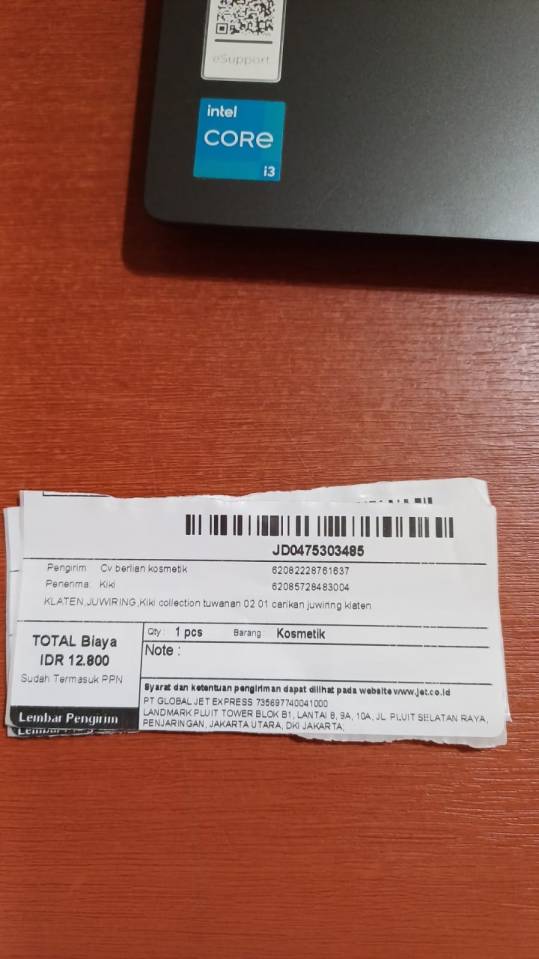 eSupport
intel
CORE
i3
JD0475303485
Pengirim Cv berlian kosmetik 62082228761637
Penerima: Kiki 62085728483004
KLATEN,JUWIRING,Kiki collection tuwanan 02 01 carikan juwiring klaten
TOTAL Biaya
IDR 12.800
Sudah Termasuk PPN
Lembar Pengirim
Qty : 1 pcs Barang Kosmetik
Note :
Syarat dan ketentuan pengiriman dapat dilihat pada website www.jet.co.id
PT GLOBAL JET EXPRESS 735697740041000
LANDMARK PLUIT TOWER BLOK B1, LANTAI 8, 9A, 10A, JL. PLUIT SELATAN RAYA,
PENJARINGAN, JAKARTA UTARA, DKI JAKARTA,